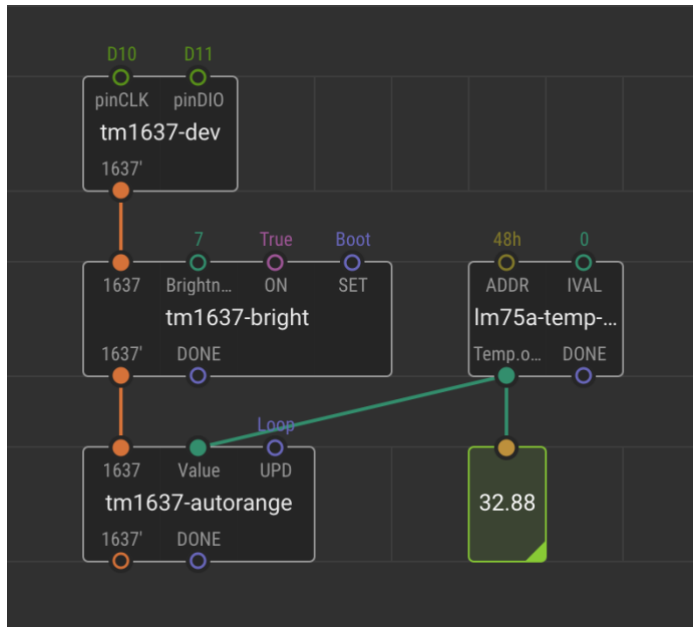 D10 D11
pinCLK pinDIO
tm1637-dev
1637'
7 True Boot
1637 Brightn... ON SET
tm1637-bright
1637' DONE
48h 0
ADDR IVAL
lm75a-temp-...
Temp.o... DONE
Loop
1637 Value UPD
tm1637-autorange
1637' DONE
32.88